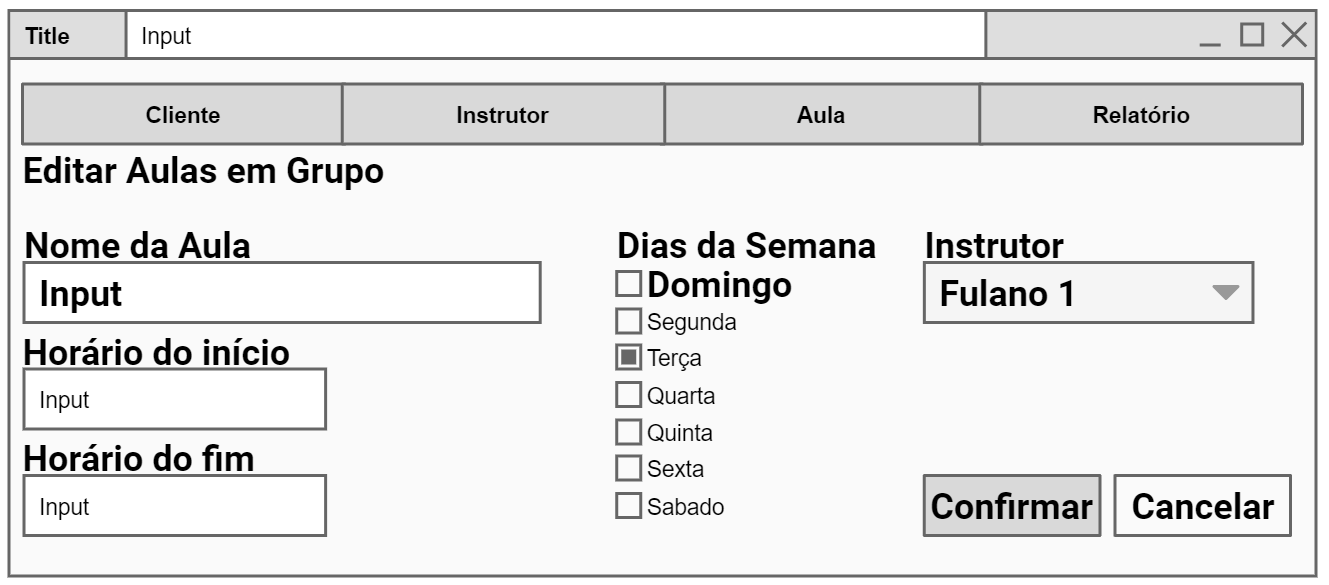 Title
Input
Cliente
Instrutor
Aula
Relatório
Editar Aulas em Grupo
Nome da Aula
Input
Horário do início
Input
Horário do fim
Input
Dias da Semana
Domingo
Segunda
Terça
Quarta
Quinta
Sexta
Sabado
Instrutor
Fulano 1
Confirmar
Cancelar